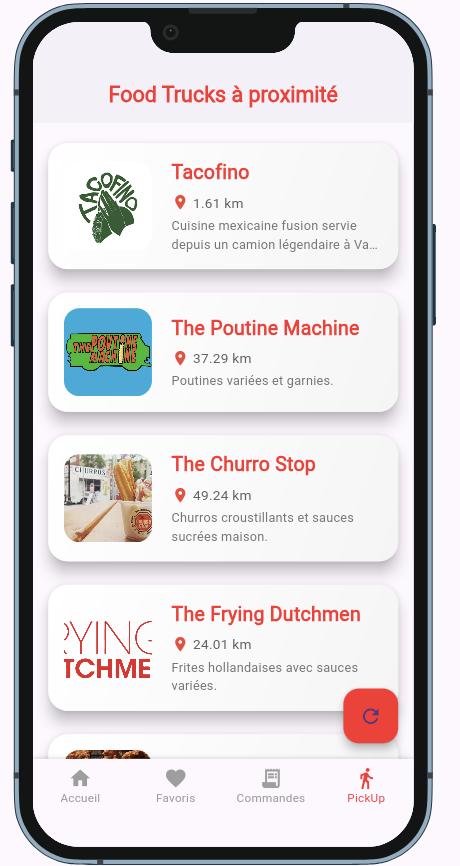 Food Trucks à proximité
TACOFINO
Tacofino
1.61 km
Cuisine mexicaine fusion servie
depuis un camion légendaire à Va...
THE POUTINE
MACHINE
The Poutine Machine
37.29 km
Poutines variées et garnies.
CHURROS
The Churro Stop
49.24 km
Churros croustillants et sauces
sucrées maison.
RYING
TCHME
The Frying Dutchmen
24.01 km
Frites hollandaises avec sauces
variées.
Accueil
Favoris
Commandes
PickUp